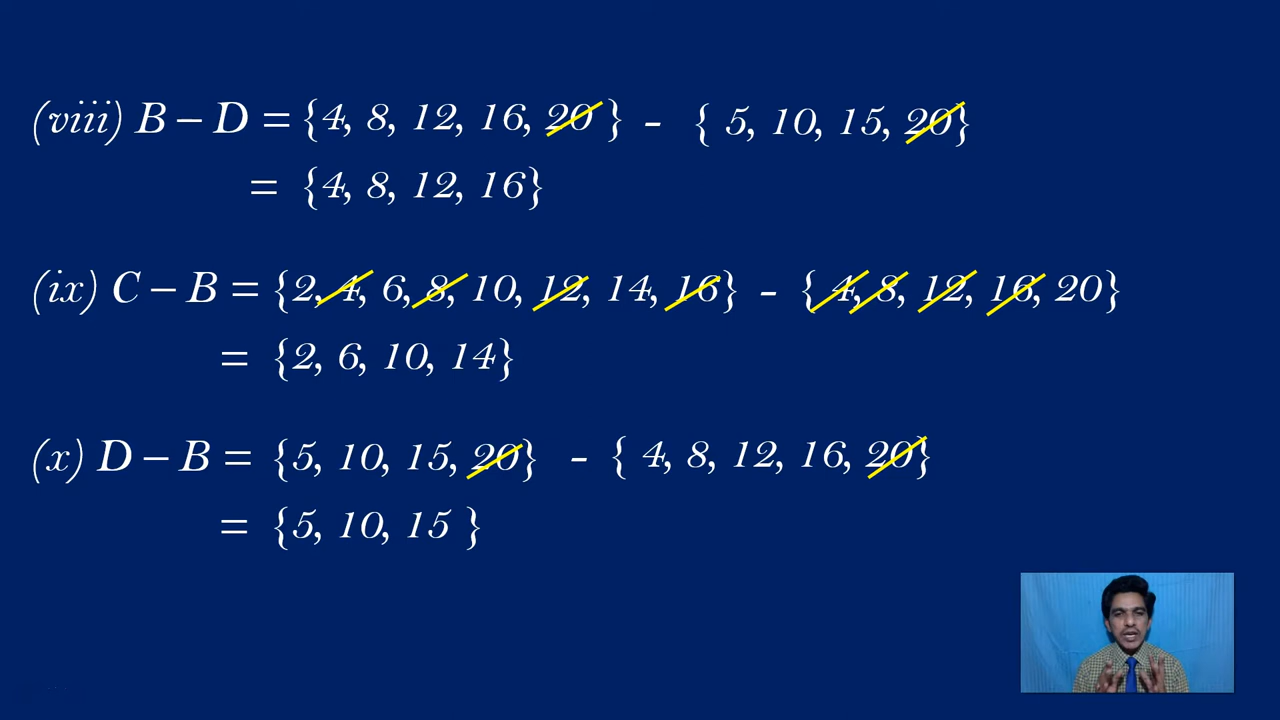 (viii) B – D = {4, 8, 12, 16, 20 } - { 5, 10, 15, 20}
= {4, 8, 12, 16}
(ix) C – B = {2, 4, 6, 8, 10, 12, 14, 16} - { 4, 8, 12, 16, 20}
= {2, 6, 10, 14}
(x) D – B = {5, 10, 15, 20} - { 4, 8, 12, 16, 20}
= {5, 10, 15 }